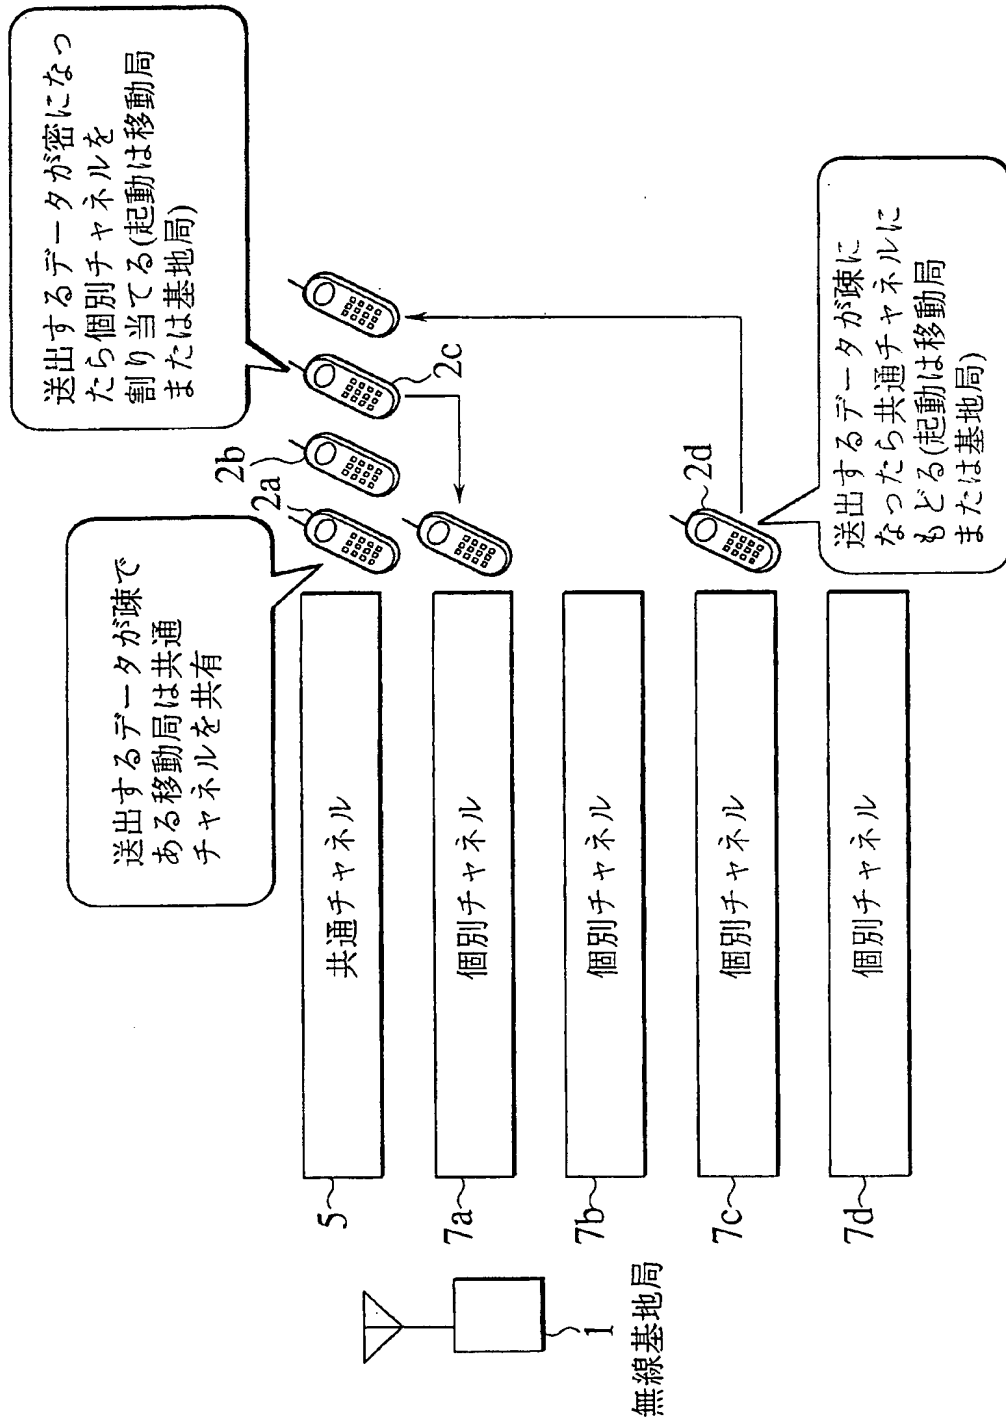 送出するデータが密になっ
たら個別チャネルを
割り当てる(起動は移動局
または基地局)
送出するデータが疎で
ある移動局は共通
チャネルを共有
2a
2b
2c
5
共通チャネル
7a
個別チャネル
7b
個別チャネル
7c
個別チャネル
2d
7d
個別チャネル
送出するデータが疎に
なったら共通チャネルに
もどる(起動は移動局
または基地局)
1
無線基地局